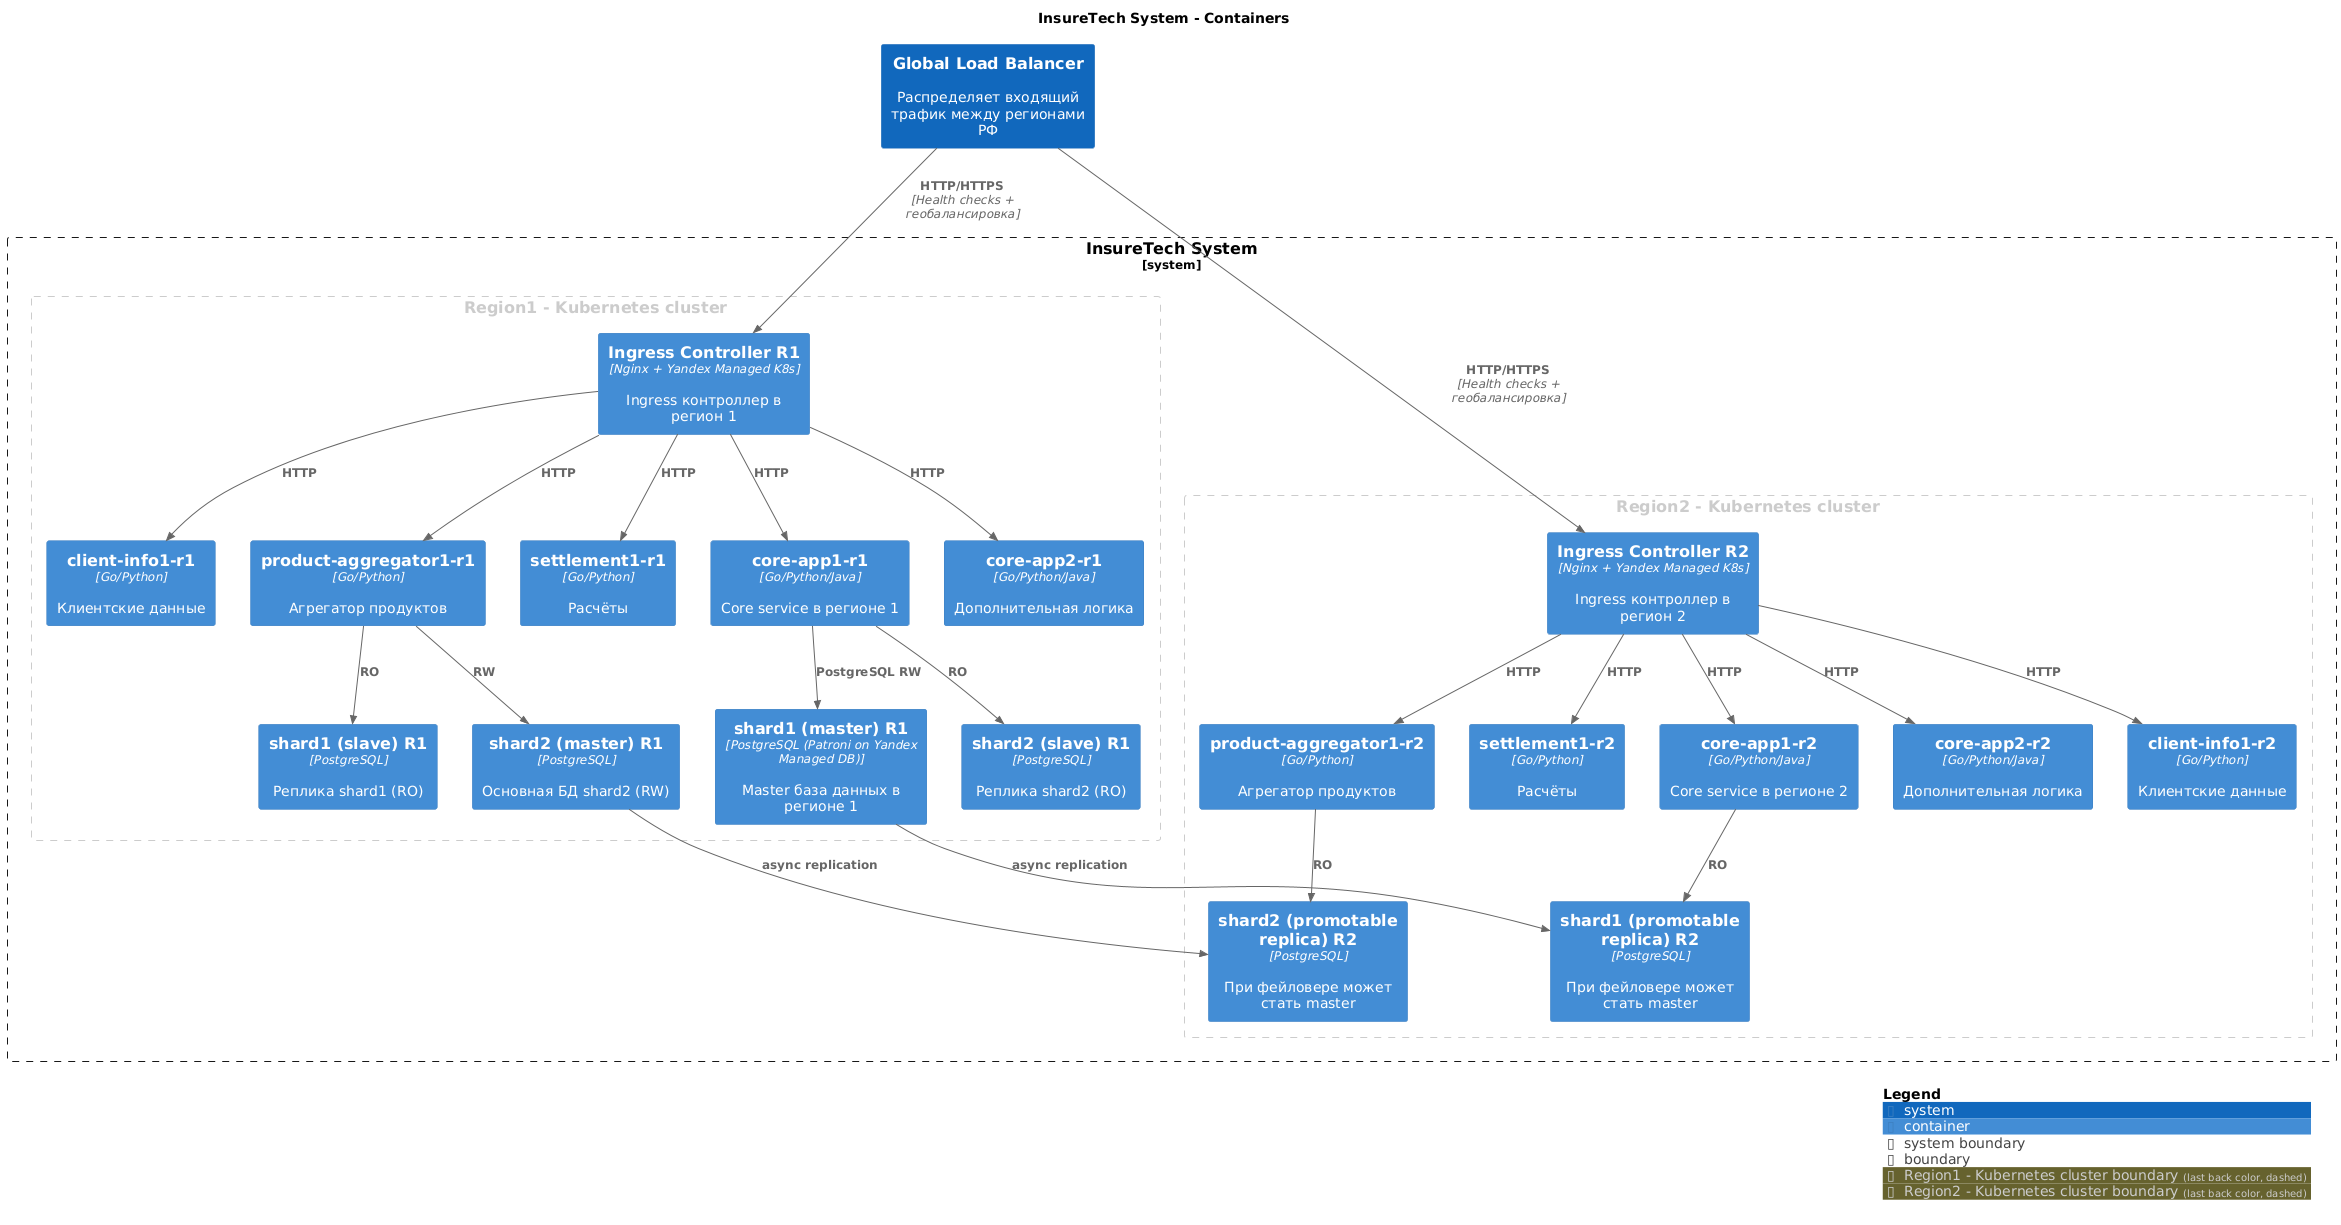 InsureTech System - Containers
Global Load Balancer
Распределяет входящий
трафик между регионами
РФ
HTTP/HTTPS
[Health checks +
геобалансировка]
InsureTech System
[system]
Region1 - Kubernetes cluster
Ingress Controller R1
[Nginx + Yandex Managed K8s]
Ingress контроллер в
регион 1
HTTP/HTTPS
[Health checks +
геобалансировка]
HTTP
HTTP
HTTP
HTTP
HTTP
client-info1-r1
[Go/Python]
Клиентские данные
product-aggregator1-r1
[Go/Python]
Агрегатор продуктов
settlement1-r1
[Go/Python]
Расчёты
core-app1-r1
[Go/Python/Java]
Core service в регионе 1
core-app2-r1
[Go/Python/Java]
Дополнительная логика
RO
RW
PostgreSQL RW
RO
shard1 (slave) R1
[PostgreSQL]
Реплика shard1 (RO)
shard2 (master) R1
[PostgreSQL]
Основная БД shard2 (RW)
shard1 (master) R1
[PostgreSQL (Patroni on Yandex
Managed DB)]
Master база данных в
регионе 1
shard2 (slave) R1
[PostgreSQL]
Реплика shard2 (RO)
async replication
async replication
Region2 - Kubernetes cluster
Ingress Controller R2
[Nginx + Yandex Managed K8s]
Ingress контроллер в
регион 2
HTTP
HTTP
HTTP
HTTP
HTTP
product-aggregator1-r2
[Go/Python]
Агрегатор продуктов
settlement1-r2
[Go/Python]
Расчёты
core-app1-r2
[Go/Python/Java]
Core service в регионе 2
core-app2-r2
[Go/Python/Java]
Дополнительная логика
client-info1-r2
[Go/Python]
Клиентские данные
RO
RO
shard2 (promotable
replica) R2
[PostgreSQL]
При фейловере может
стать master
shard1 (promotable
replica) R2
[PostgreSQL]
При фейловере может
стать master
Legend
system
container
system boundary
boundary
Region1 - Kubernetes cluster boundary (last back color, dashed)
Region2 - Kubernetes cluster boundary (last back color, dashed)